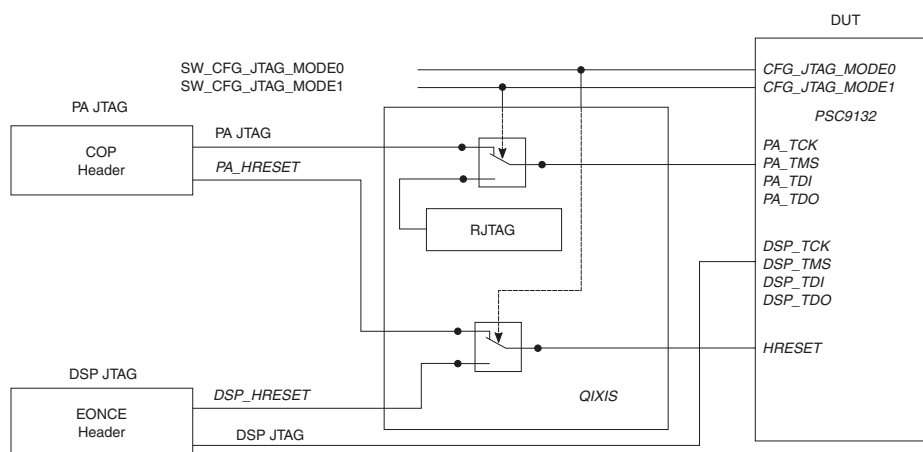 DUT
SW_CFG_JTAG_MODE0
SW_CFG_JTAG_MODE1
CFG_JTAG_MODE0
CFG_JTAG_MODE1
PSC9132
PA JTAG
COP
Header
PA JTAG
PA_HRESET
RJTAG
PA_TCK
PA_TMS
PA_TDI
PA_TDO
DSP_TCK
DSP_TMS
DSP_TDI
DSP_TDO
HRESET
DSP JTAG
EONCE
Header
DSP_HRESET
DSP JTAG
QIXIS